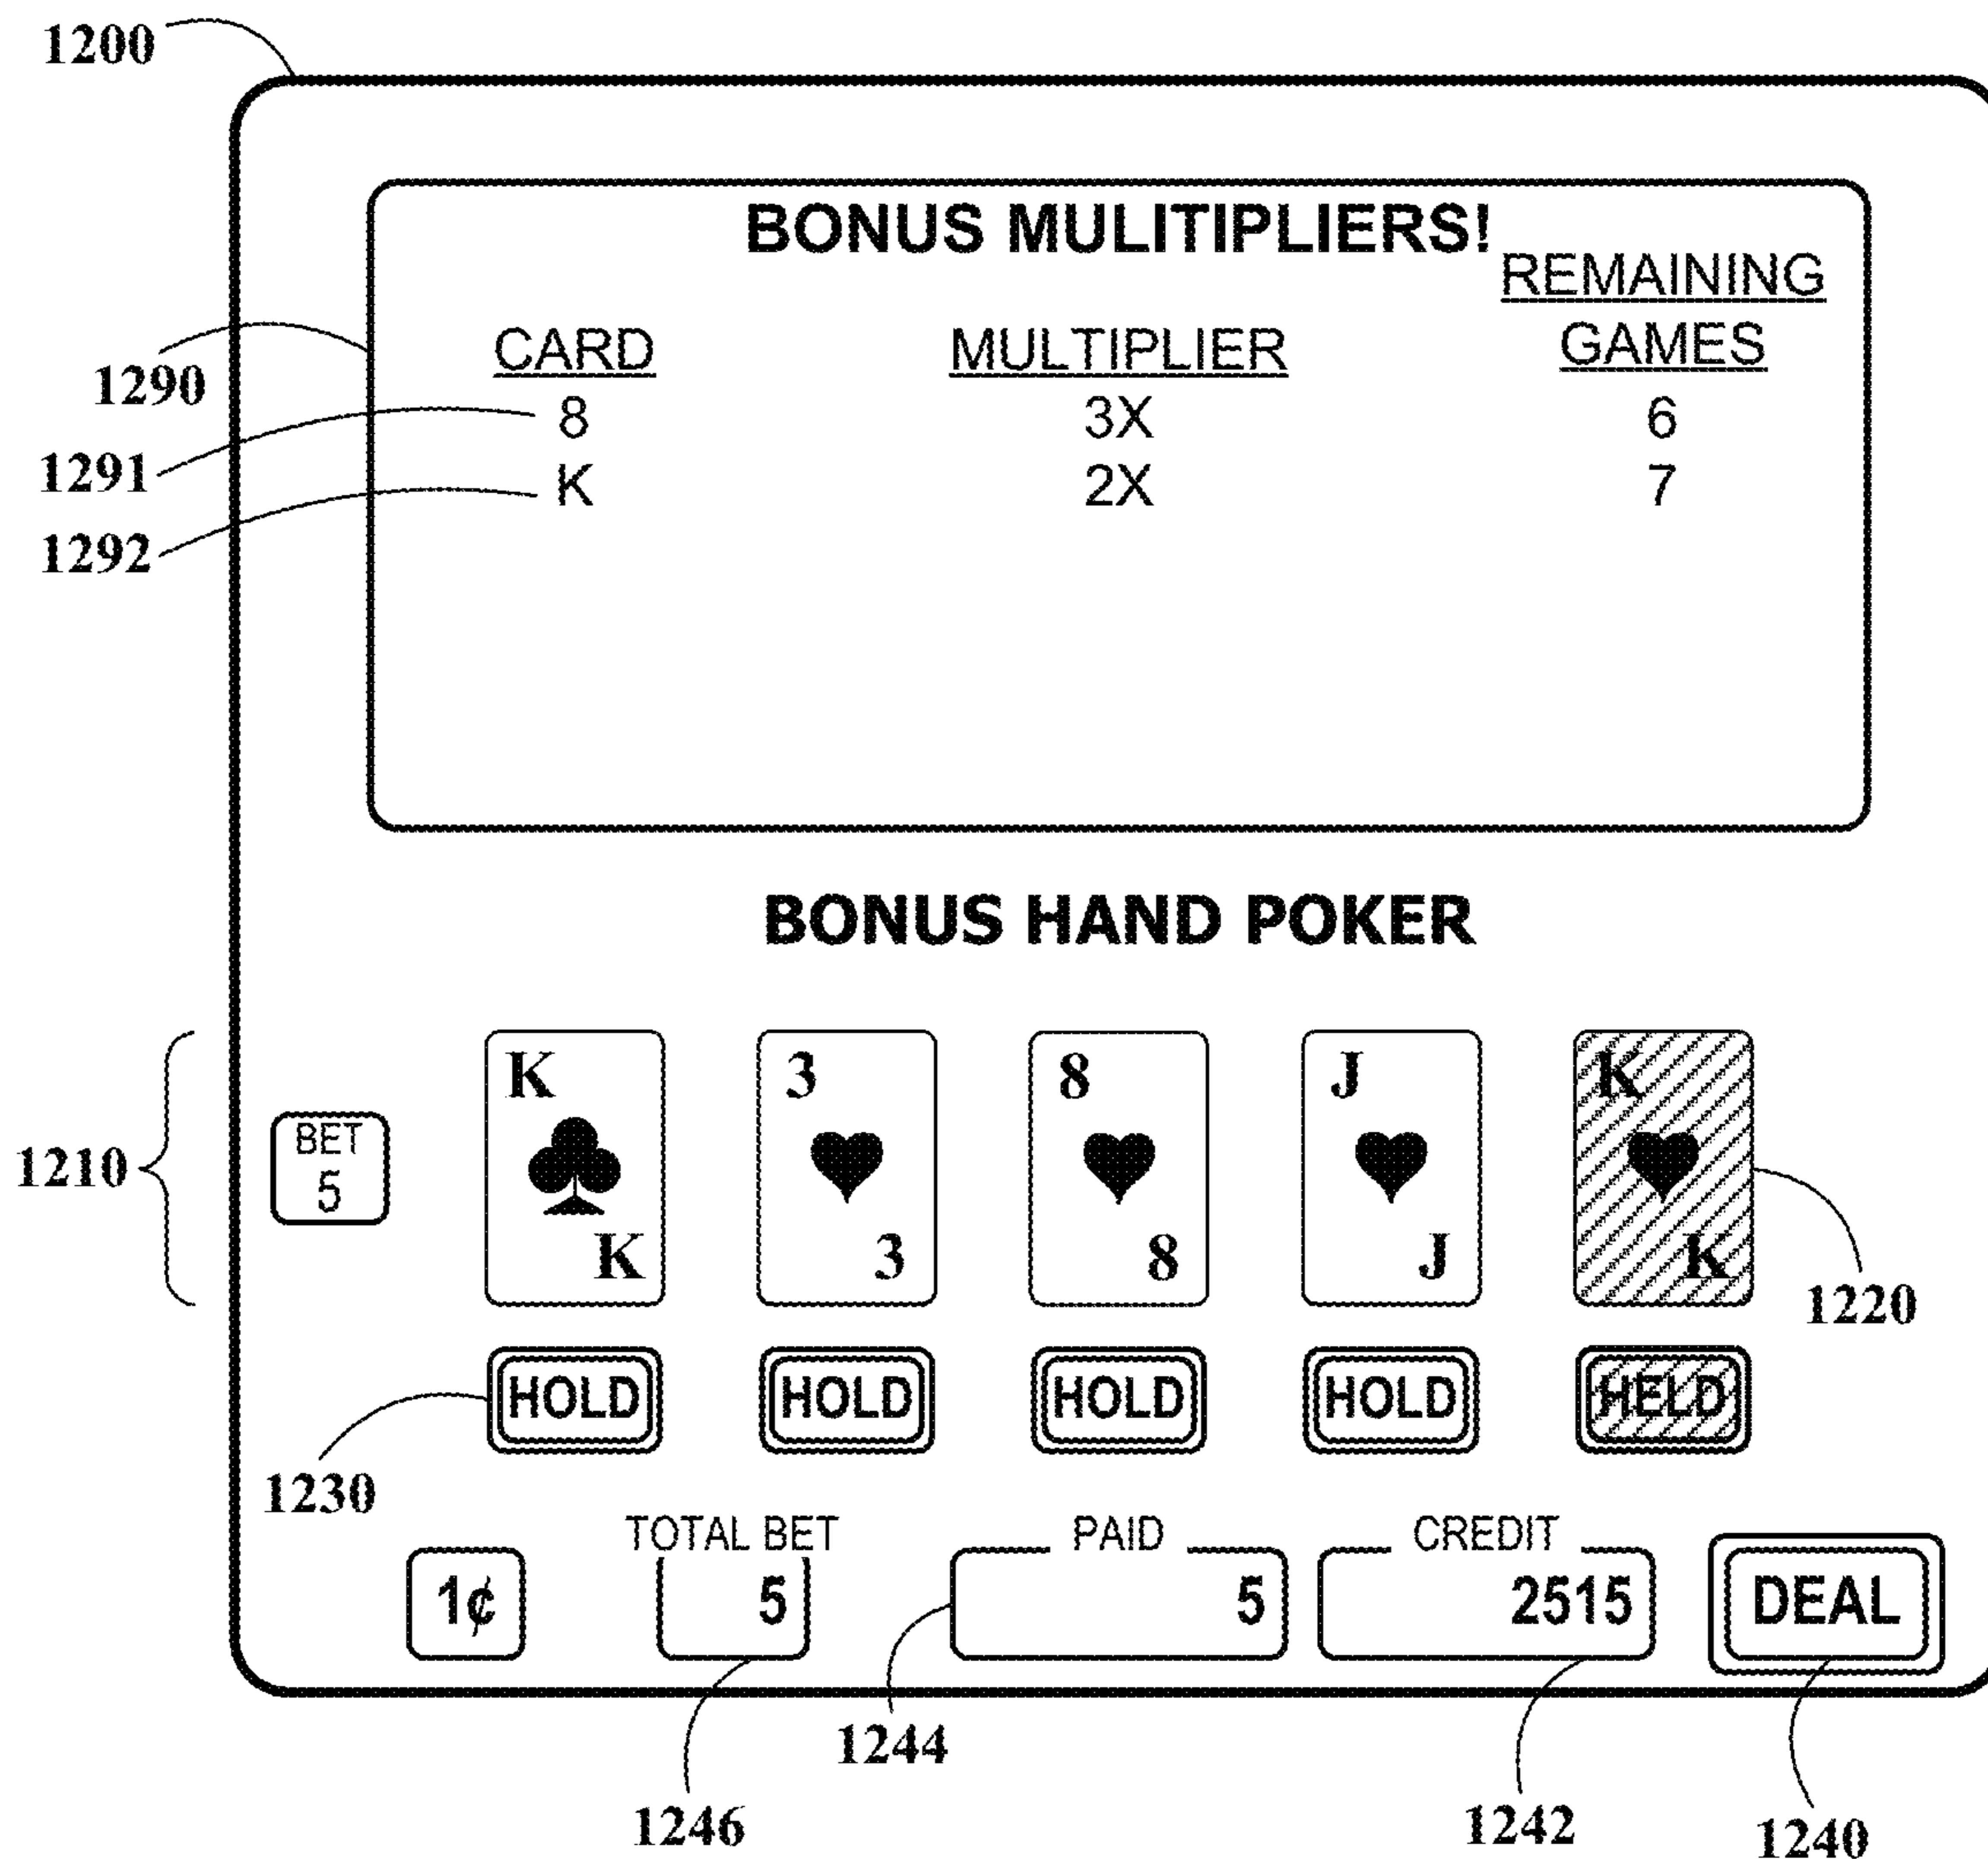 1200
BONUS MULITIPLIERS!
REMAINING
CARD MULTIPLIER GAMES
1290
8 3X 6
1291
K 2X 7
1292
BONUS HAND POKER
K 3 8 J K
BET
5
1210
K 3 8 J K
1220
HOLD HOLD HOLD HOLD HELD
1230
TOTAL BET PAID CREDIT
1¢ 5 5 2515 DEAL
1244
1246 1242 1240